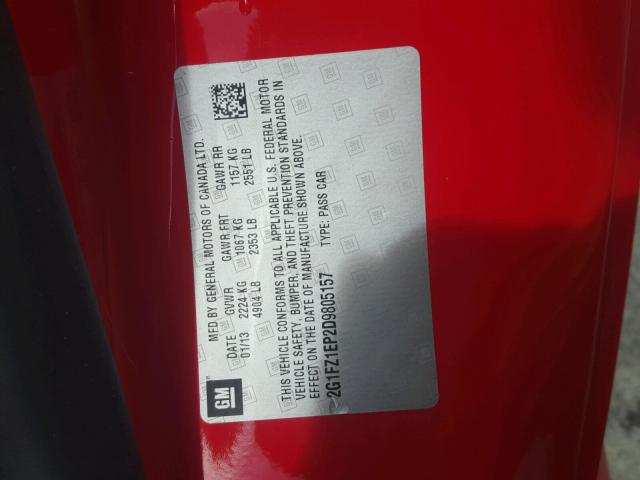 GM
MFD BY GENERAL MOTORS OF CANADA LTD.
DATE GVWR GAWR FRT GAWR RR
01/13 2224 KG 1067 KG 1157 KG
4904 LB 2353 LB 2551 LB
THIS VEHICLE CONFORMS TO ALL APPLICABLE U.S. FEDERAL MOTOR
VEHICLE SAFETY, BUMPER, AND THEFT PREVENTION STANDARDS IN
EFFECT ON THE DATE OF MANUFACTURE SHOWN ABOVE.
2G1FZ1EP2D9805157 TYPE: PASS CAR